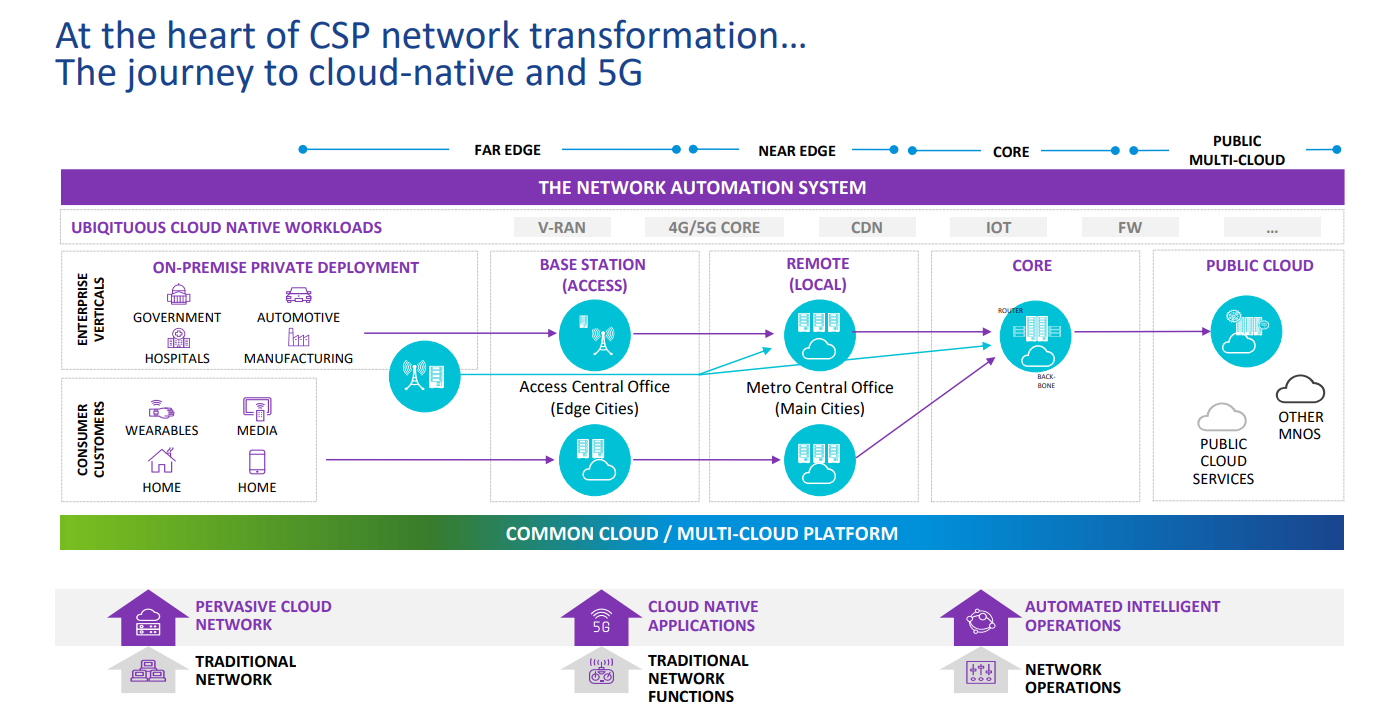 At the heart of CSP network transformation...
The journey to cloud-native and 5G
FAR EDGE
NEAR EDGE
CORE
PUBLIC
MULTI-CLOUD
THE NETWORK AUTOMATION SYSTEM
UBIQITUOUS CLOUD NATIVE WORKLOADS
V-RAN
4G/5G CORE
CDN
IOT
FW
...
ENTERPRISE
VERTICALS
ON-PREMISE PRIVATE DEPLOYMENT
GOVERNMENT
AUTOMOTIVE
HOSPITALS
MANUFACTURING
BASE STATION
(ACCESS)
REMOTE
(LOCAL)
CORE
PUBLIC CLOUD
ROUTER
BACK-
BONE
Access Central Office
(Edge Cities)
Metro Central Office
(Main Cities)
CONSUMER
CUSTOMERS
WEARABLES
MEDIA
HOME
HOME
OTHER
MNOS
PUBLIC
CLOUD
SERVICES
COMMON CLOUD / MULTI-CLOUD PLATFORM
PERVASIVE CLOUD
NETWORK
5G
CLOUD NATIVE
APPLICATIONS
AUTOMATED INTELLIGENT
OPERATIONS
TRADITIONAL
NETWORK
TRADITIONAL
NETWORK
FUNCTIONS
NETWORK
OPERATIONS